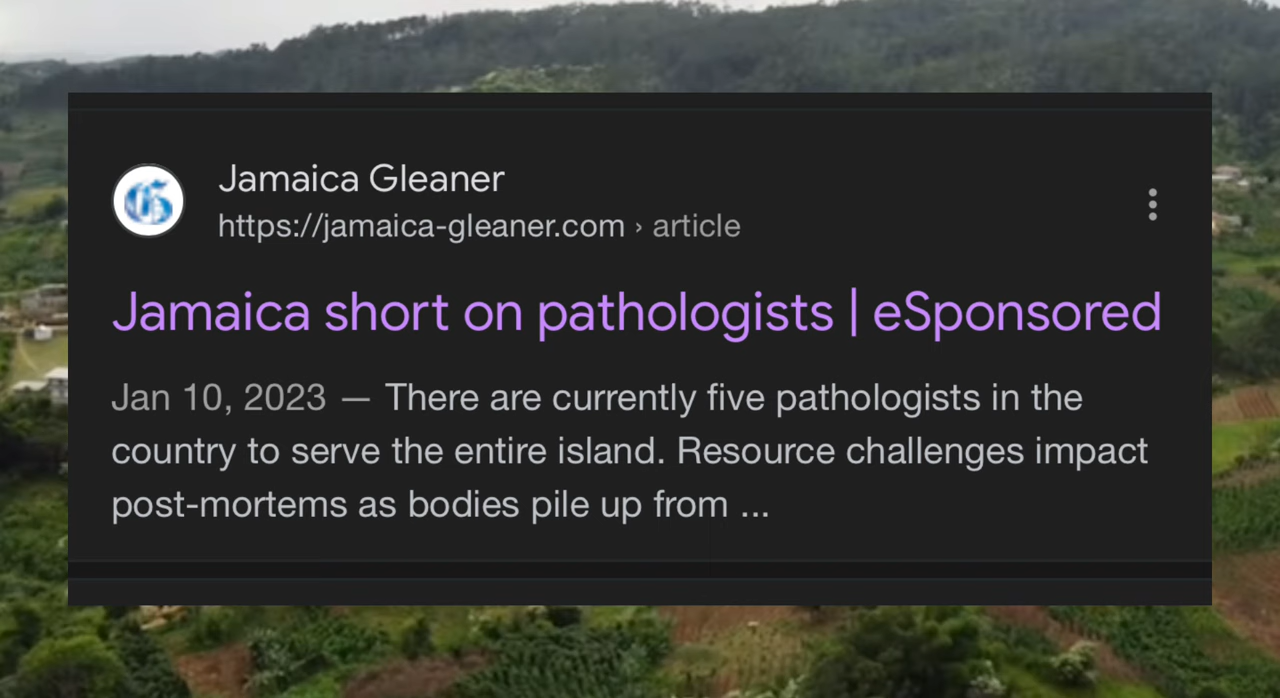 Jamaica Gleaner
https://jamaica-gleaner.com › article
Jamaica short on pathologists | eSponsored
Jan 10, 2023 — There are currently five pathologists in the
country to serve the entire island. Resource challenges impact
post-mortems as bodies pile up from ...